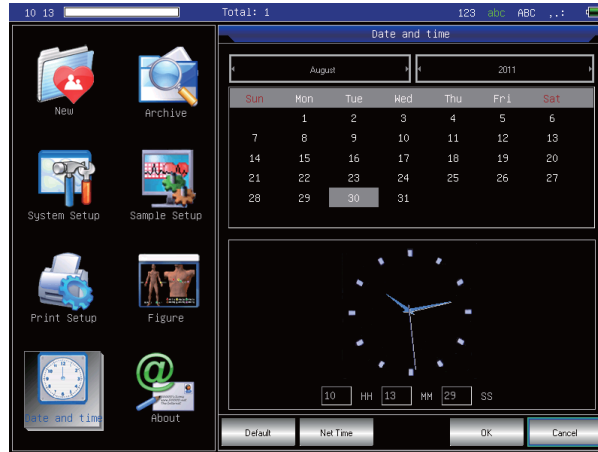 10 13 Total: 1 123 abc ABC ,.:
Date and time
August 2011
Sun Mon Tue Wed Thu Fri Sat
1 2 3 4 5 6
7 8 9 10 11 12 13
14 15 16 17 18 19 20
21 22 23 24 25 26 27
28 29 30 31
10 HH 13 MM 29 SS
Default Net Time OK Cancel
New Archive
System Setup Sample Setup
Print Setup Figure
Date and time About